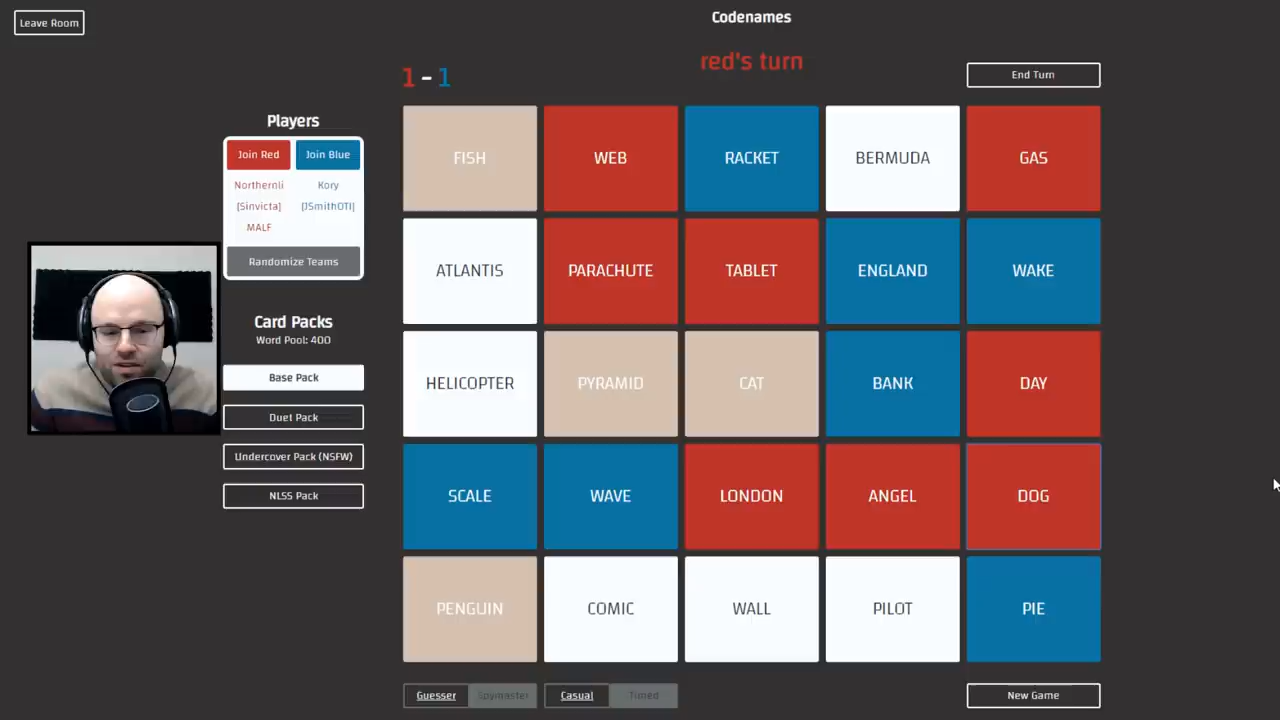 Leave Room
Codenames
1 - 1
red's turn
End Turn
Players
Join Red
Join Blue
Northernli
Kory
[Sinvicta]
[JSmithOTI]
MALF
Randomize Teams
Card Packs
Word Pool: 400
Base Pack
Duet Pack
Undercover Pack (NSFW)
NLSS Pack
FISH
WEB
RACKET
BERMUDA
GAS
ATLANTIS
PARACHUTE
TABLET
ENGLAND
WAKE
HELICOPTER
PYRAMID
CAT
BANK
DAY
SCALE
WAVE
LONDON
ANGEL
DOG
PENGUIN
COMIC
WALL
PILOT
PIE
Guesser
Spymaster
Casual
Timed
New Game